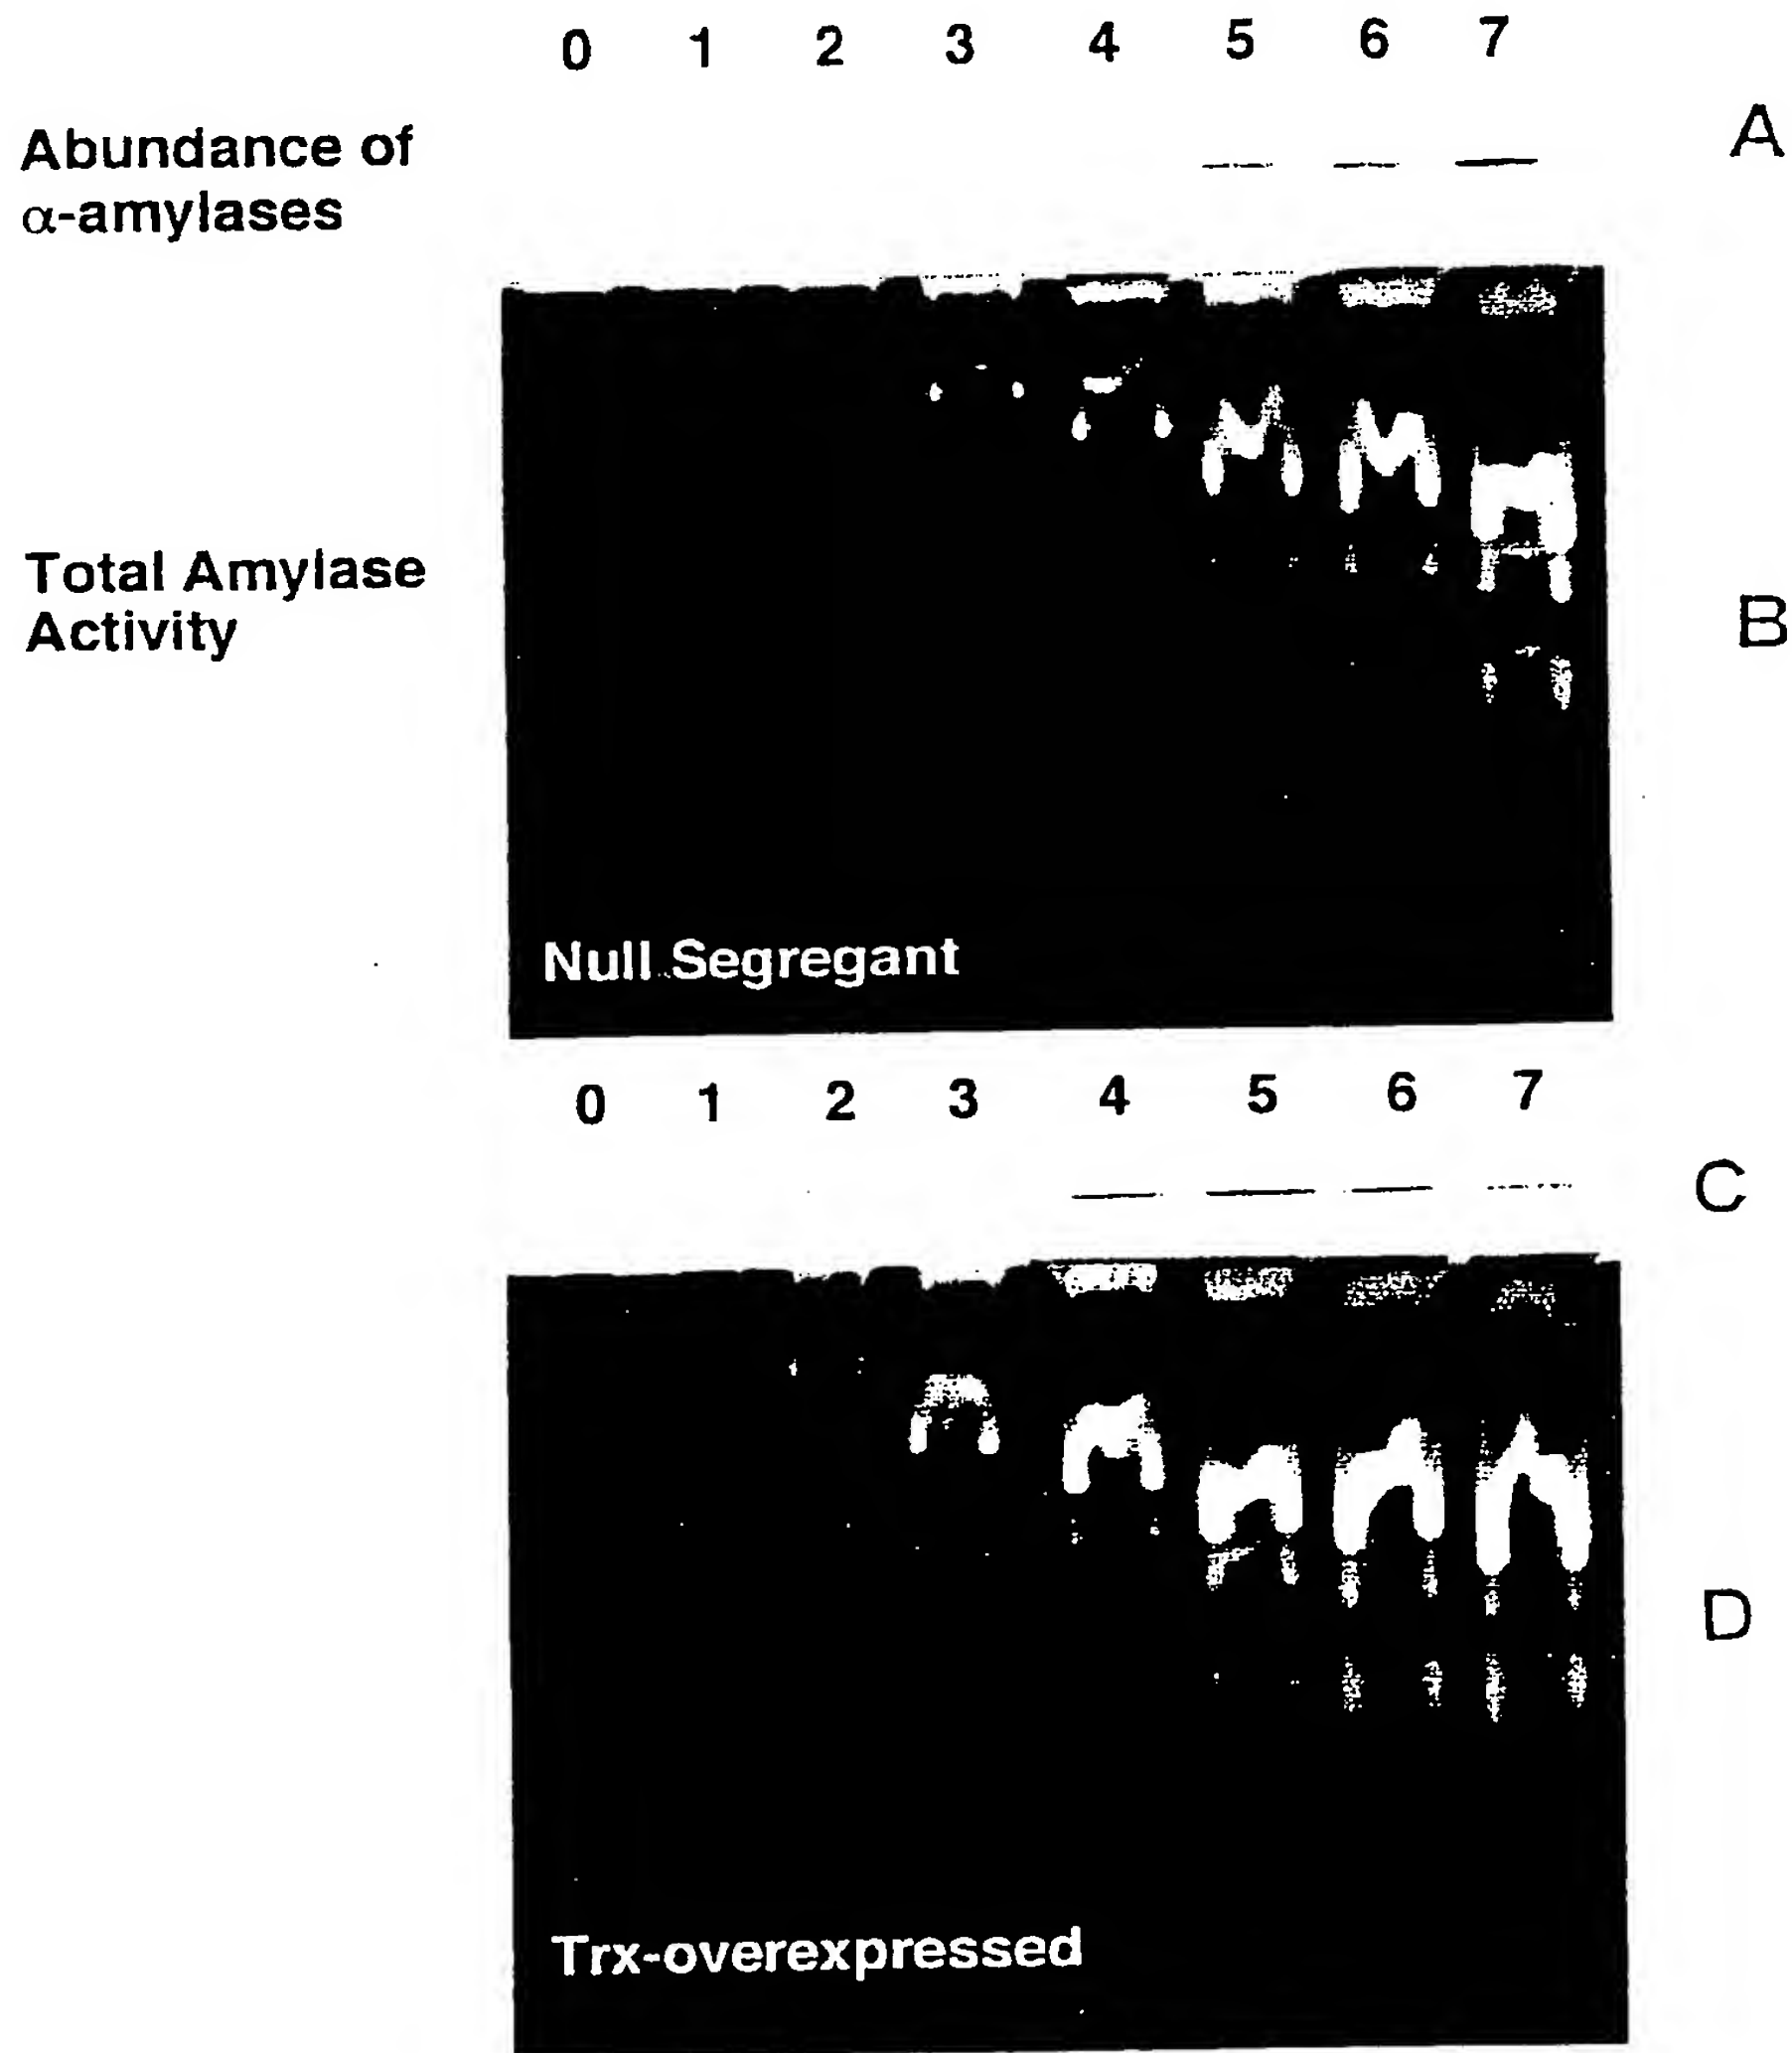 0 1 2 3 4 5 6 7
Abundance of
α-amylases
A
Total Amylase
Activity
B
Null Segregant
0 1 2 3 4 5 6 7
C
D
Trx-overexpressed